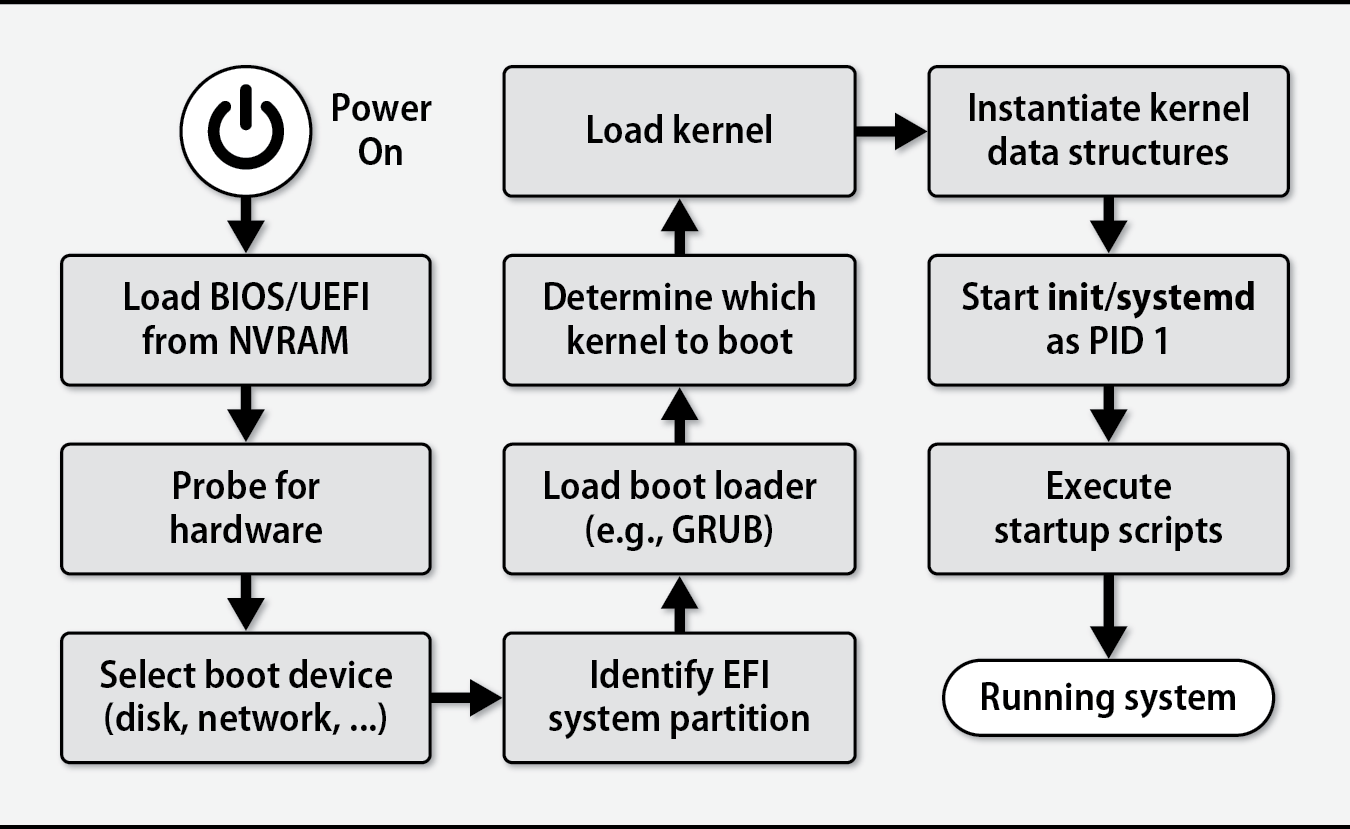 Power
On
Load BIOS/UEFI
from NVRAM
Probe for
hardware
Select boot device
(disk, network, ...)
Identify EFI
system partition
Load boot loader
(e.g., GRUB)
Determine which
kernel to boot
Load kernel
Instantiate kernel
data structures
Start init/systemd
as PID 1
Execute
startup scripts
Running system